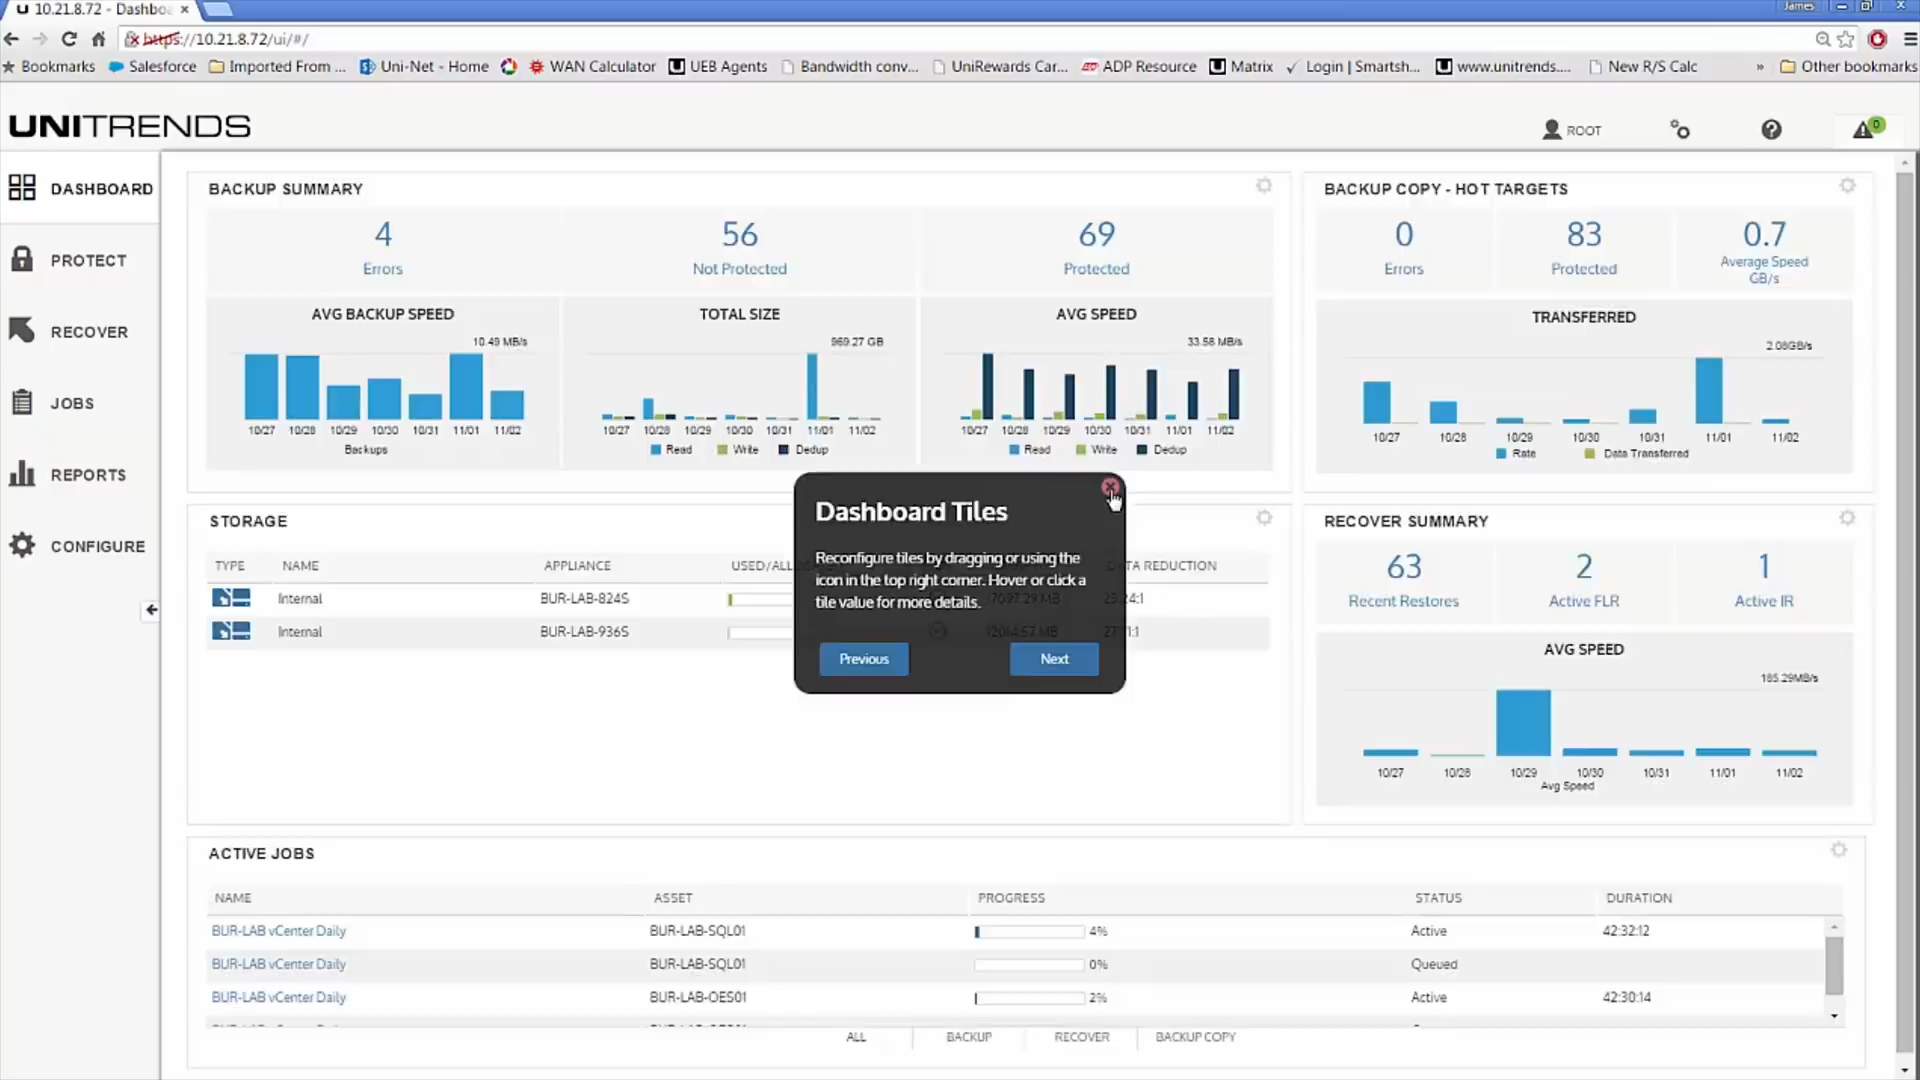 10.21.8.72 - Dashbo
James
https://10.21.8.72/ui/#/
Bookmarks
Salesforce
Imported From ...
Uni-Net - Home
WAN Calculator
UEB Agents
Bandwidth conv...
UniRewards Car...
ADP Resource
Matrix
Login | Smartsh...
www.unitrends....
New R/S Calc
»
Other bookmarks
UNITRENDS
ROOT
0
DASHBOARD
PROTECT
RECOVER
JOBS
REPORTS
CONFIGURE
BACKUP SUMMARY
4
Errors
56
Not Protected
69
Protected
AVG BACKUP SPEED
10.49 MB/s
10/27 10/28 10/29 10/30 10/31 11/01 11/02
Backups
TOTAL SIZE
969.27 GB
10/27 10/28 10/29 10/30 10/31 11/01 11/02
Read Write Dedup
AVG SPEED
33.58 MB/s
10/27 10/28 10/29 10/30 10/31 11/01 11/02
Read Write Dedup
BACKUP COPY - HOT TARGETS
0
Errors
83
Protected
0.7
Average Speed
GB/s
TRANSFERRED
2.08GB/s
10/27 10/28 10/29 10/30 10/31 11/01 11/02
Rate Data Transferred
STORAGE
TYPE NAME APPLIANCE USED/ALL
Internal BUR-LAB-824S
Internal BUR-LAB-936S
Dashboard Tiles
Reconfigure tiles by dragging or using the
icon in the top right corner. Hover or click a
tile value for more details.
Previous
Next
RECOVER SUMMARY
63
Recent Restores
2
Active FLR
1
Active IR
AVG SPEED
185.29MB/s
10/27 10/28 10/29 10/30 10/31 11/01 11/02
Avg Speed
ACTIVE JOBS
NAME ASSET PROGRESS STATUS DURATION
BUR-LAB vCenter Daily BUR-LAB-SQL01 4% Active 42:32:12
BUR-LAB vCenter Daily BUR-LAB-SQL01 0% Queued
BUR-LAB vCenter Daily BUR-LAB-OES01 2% Active 42:30:14
ALL BACKUP RECOVER BACKUP COPY